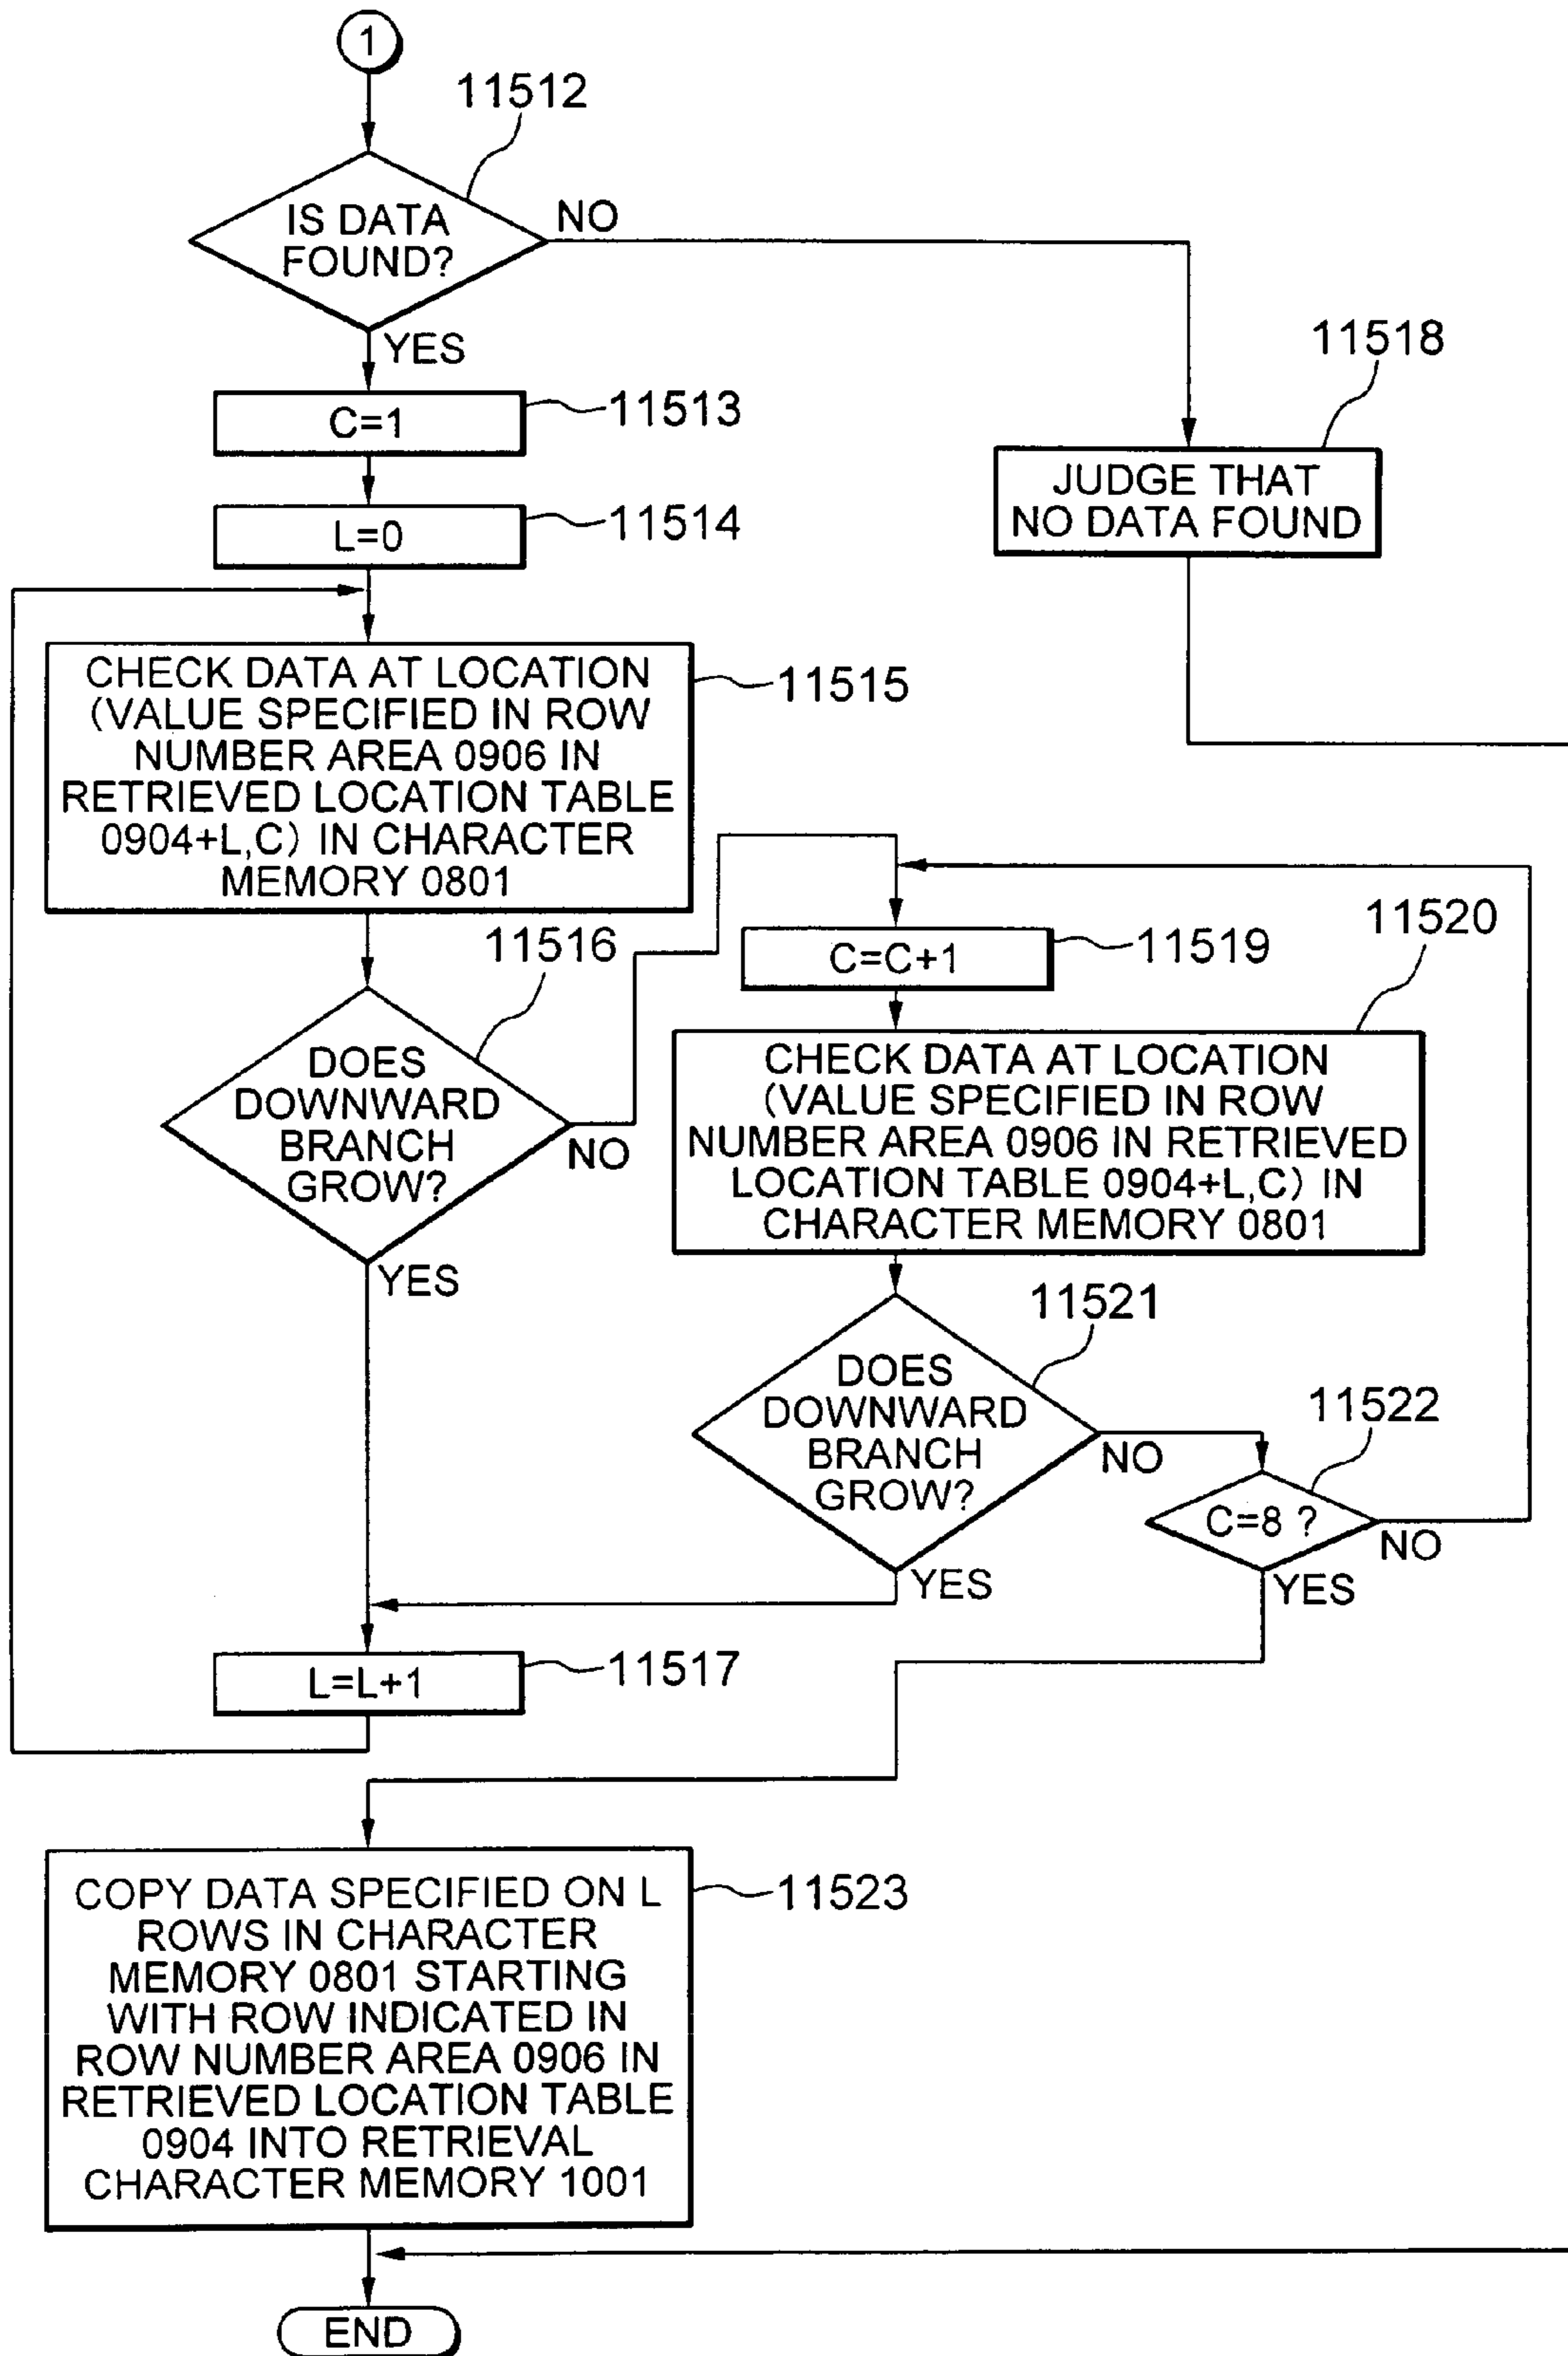 1
11512
IS DATA
FOUND?
NO
YES
C=1
11513
L=0
11514
11518
JUDGE THAT
NO DATA FOUND
CHECK DATA AT LOCATION
(VALUE SPECIFIED IN ROW
NUMBER AREA 0906 IN
RETRIEVED LOCATION TABLE
0904+L,C) IN CHARACTER
MEMORY 0801
11515
11516
DOES
DOWNWARD
BRANCH
GROW?
NO
YES
C=C+1
11519
11520
CHECK DATA AT LOCATION
(VALUE SPECIFIED IN ROW
NUMBER AREA 0906 IN RETRIEVED
LOCATION TABLE 0904+L,C) IN
CHARACTER MEMORY 0801
11521
DOES
DOWNWARD
BRANCH
GROW?
NO
YES
11522
C=8 ?
NO
YES
L=L+1
11517
COPY DATA SPECIFIED ON L
ROWS IN CHARACTER
MEMORY 0801 STARTING
WITH ROW INDICATED IN
ROW NUMBER AREA 0906 IN
RETRIEVED LOCATION TABLE
0904 INTO RETRIEVAL
CHARACTER MEMORY 1001
11523
END